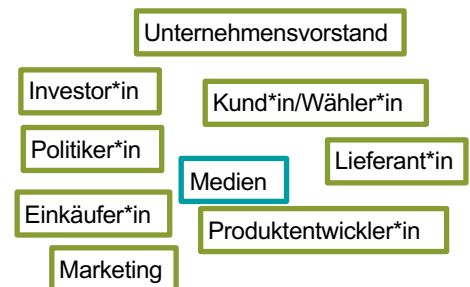 Unternehmensvorstand
Investor*in
Kund*in/Wähler*in
Politiker*in
Lieferant*in
Medien
Einkäufer*in
Produktentwickler*in
Marketing